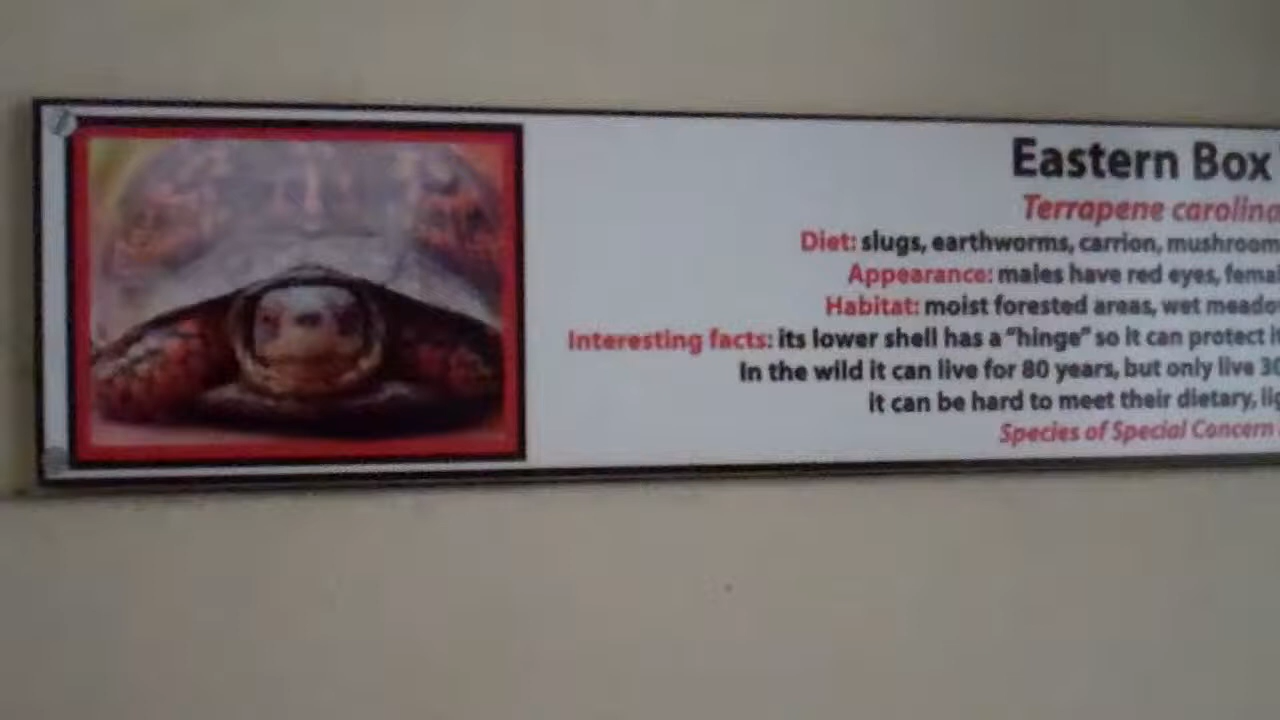 Eastern Box
Terrapene carolina
Diet: slugs, earthworms, carrion, mushroom
Appearance: males have red eyes, femal
Habitat: moist forested areas, wet meado
Interesting facts: its lower shell has a “hinge” so it can protect i
In the wild it can live for 80 years, but only live 30
it can be hard to meet their dietary, lig
Species of Special Concern